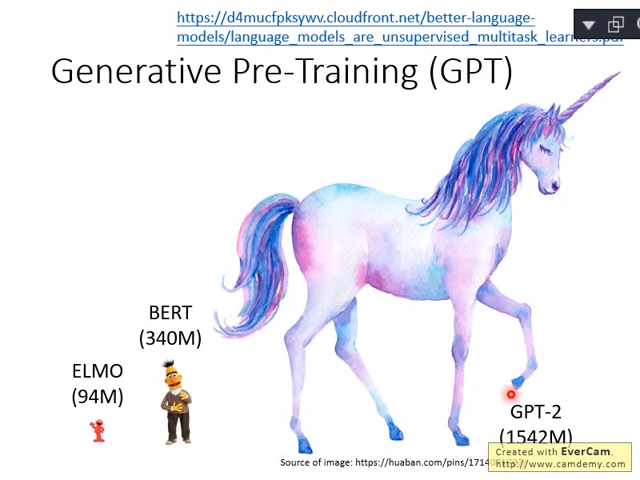 https://d4mucfpksywv.cloudfront.net/better-language-
models/language_models_are_unsupervised_multitask_learners.pdf
Generative Pre-Training (GPT)
BERT
(340M)
ELMO
(94M)
GPT-2
(1542M)
Source of image: https://huaban.com/pins/1714
Created with EverCam.
http://www.camdemy.com